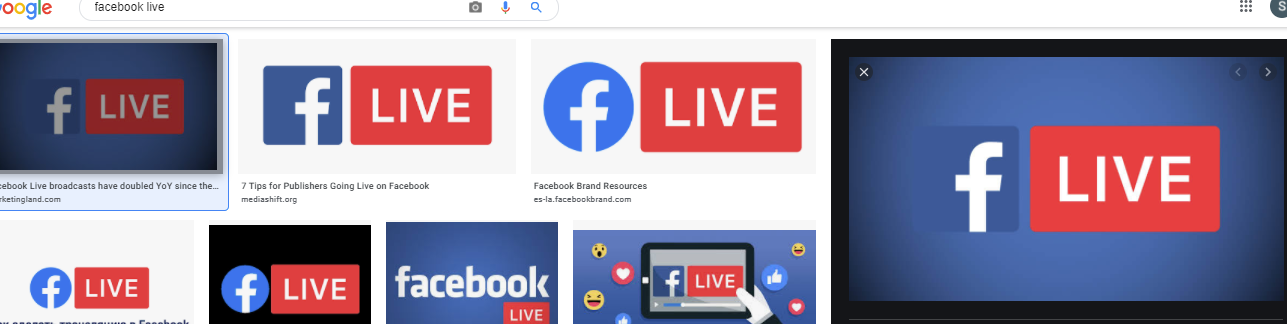 oogle
facebook live
S
f LIVE
f LIVE
f LIVE
f LIVE
cebook Live broadcasts have doubled YoY since the...
rketingland.com
7 Tips for Publishers Going Live on Facebook
mediashift.org
Facebook Brand Resources
es-la.facebookbrand.com
f LIVE
f LIVE
facebook
LIVE
f LIVE